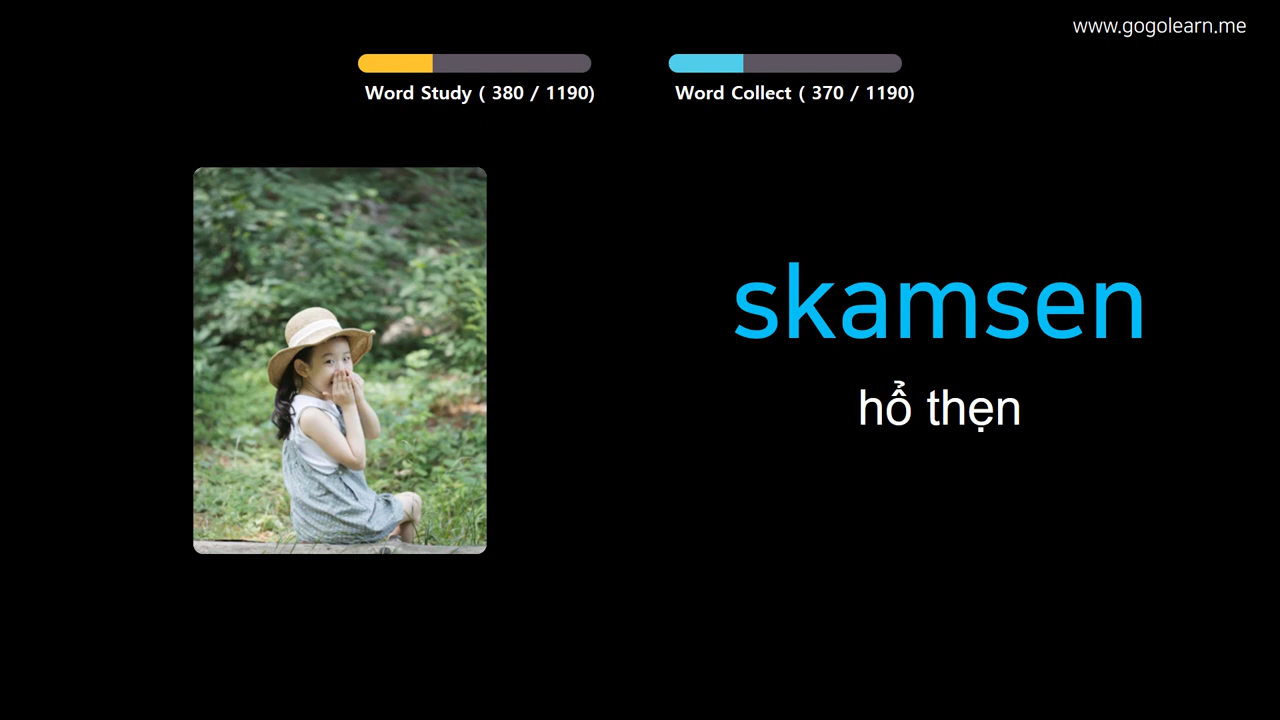 www.gogolearn.me
Word Study ( 380 / 1190)
Word Collect ( 370 / 1190)
skamsen
hổ thẹn